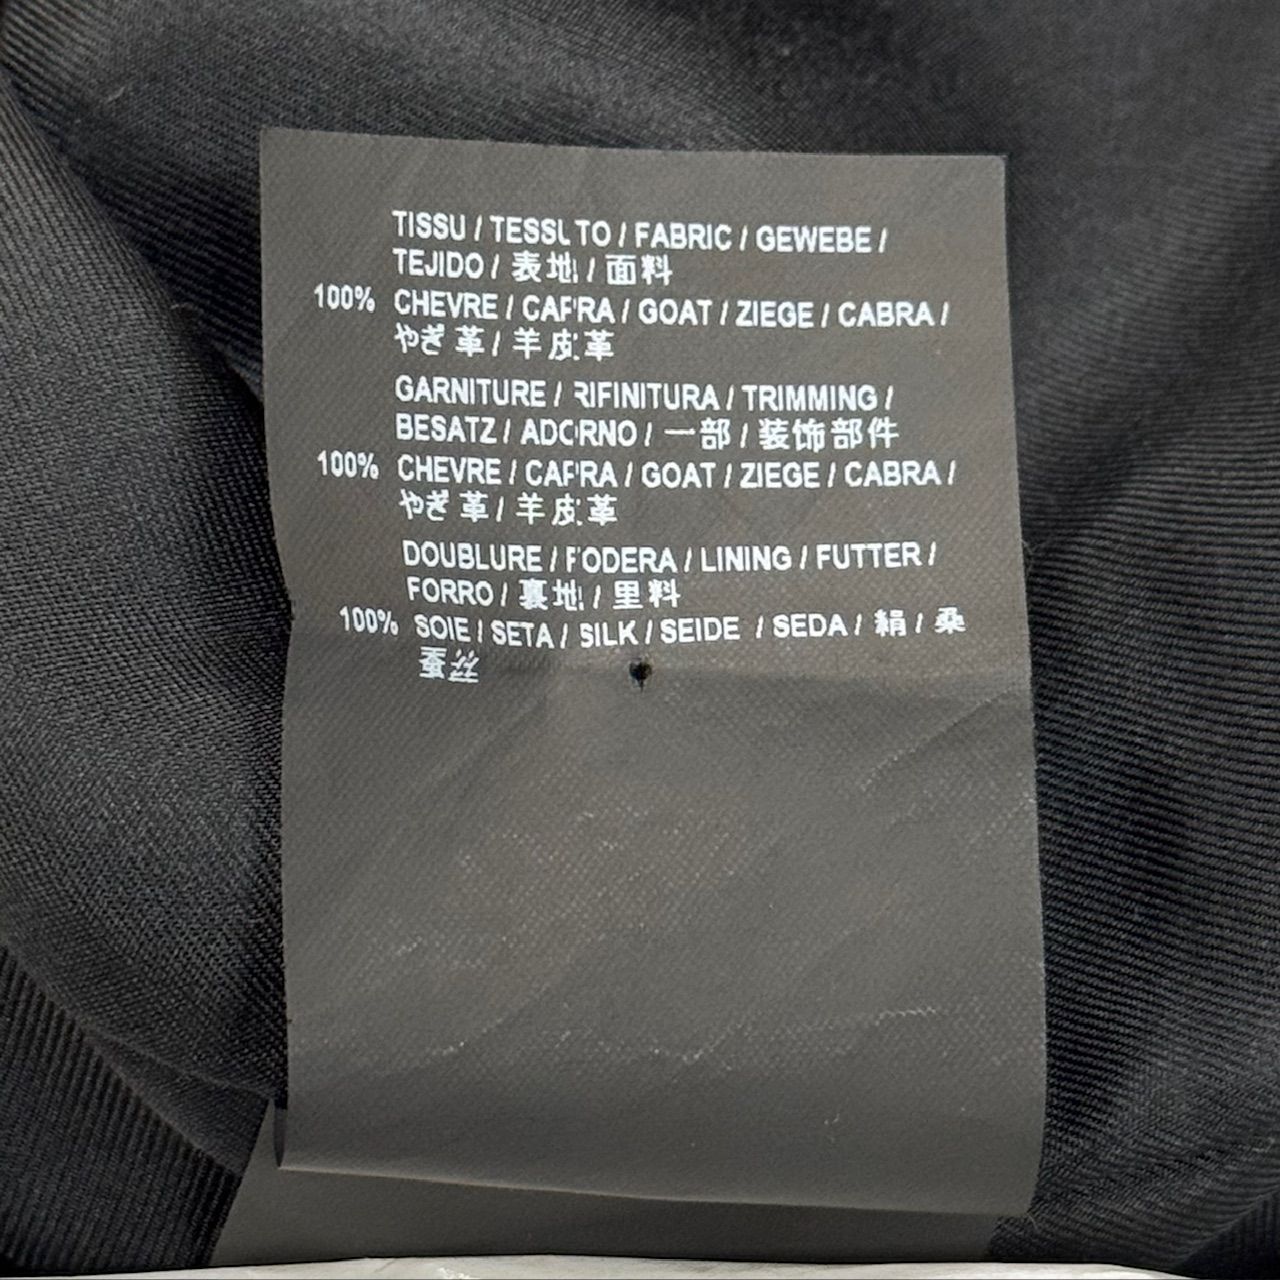 TISSU / TESSUTO / FABRIC / GEWEBE /
TEJIDO / 表地 / 面料
100% CHEVRE / CAPRA / GOAT / ZIEGE / CABRA /
やぎ革 / 羊皮革
GARNITURE / RIFINITURA / TRIMMING /
BESATZ / ADORNO / 一部 / 装饰部件
100% CHEVRE / CAPRA / GOAT / ZIEGE / CABRA /
やぎ革 / 羊皮革
DOUBLURE / FODERA / LINING / FUTTER /
FORRO / 裏地 / 里料
100% SOIE / SETA / SILK / SEIDE / SEDA / 絹 / 桑